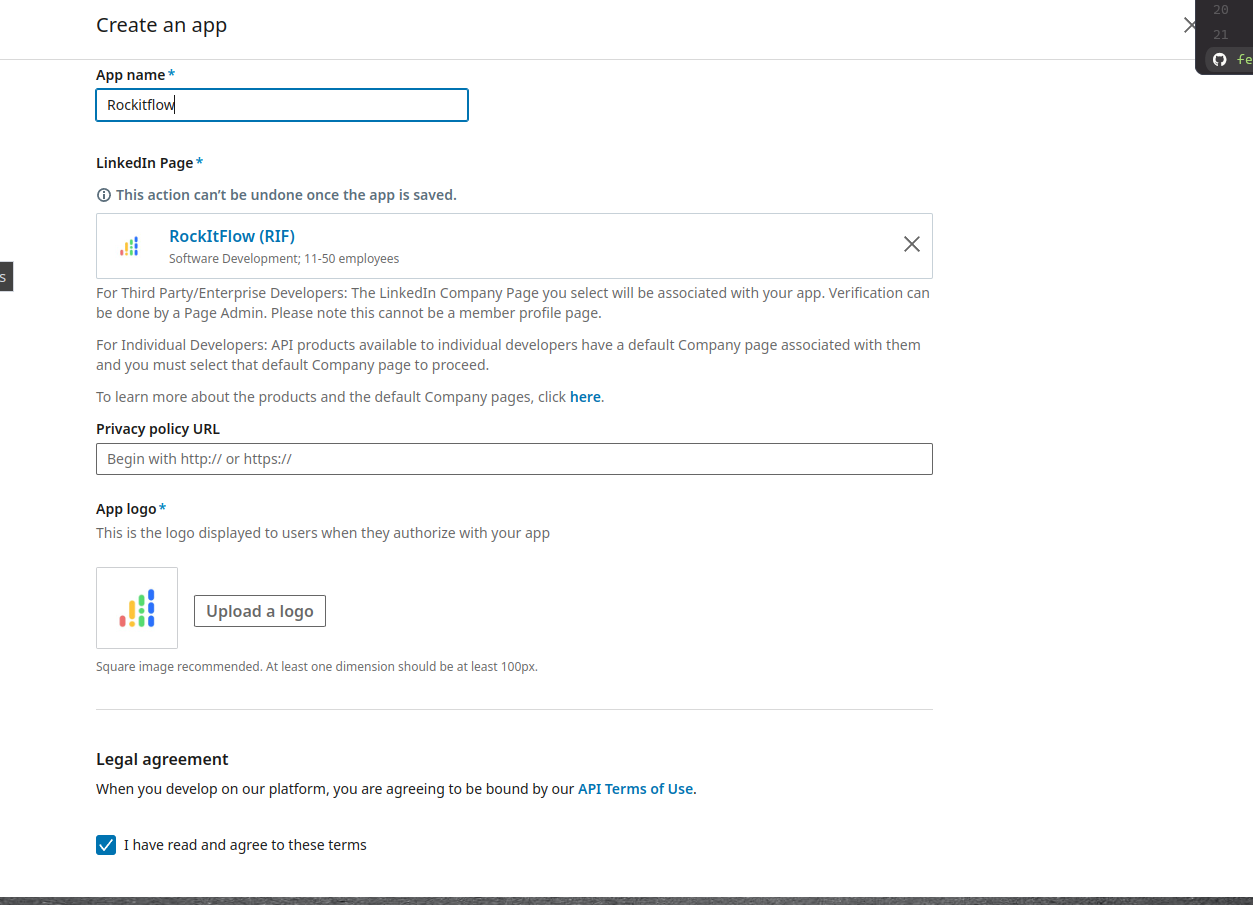 Create an app
20
21
fe
App name*
Rockitflow
LinkedIn Page*
This action can't be undone once the app is saved.
RockItFlow (RIF)
Software Development; 11-50 employees
s
For Third Party/Enterprise Developers: The LinkedIn Company Page you select will be associated with your app. Verification can
be done by a Page Admin. Please note this cannot be a member profile page.
For Individual Developers: API products available to individual developers have a default Company page associated with them
and you must select that default Company page to proceed.
To learn more about the products and the default Company pages, click here.
Privacy policy URL
Begin with http:// or https://
App logo*
This is the logo displayed to users when they authorize with your app
Upload a logo
Square image recommended. At least one dimension should be at least 100px.
Legal agreement
When you develop on our platform, you are agreeing to be bound by our API Terms of Use.
I have read and agree to these terms